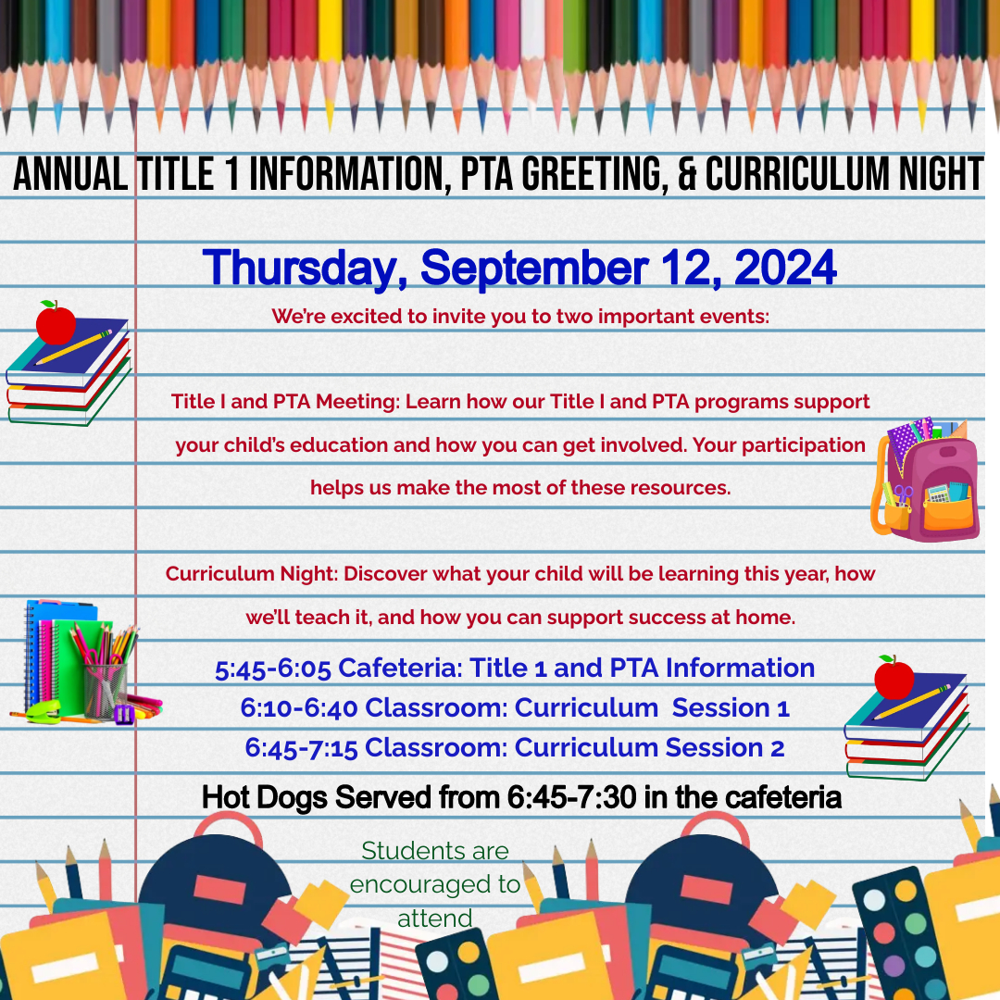 ANNUAL TITLE 1 INFORMATION, PTA GREETING, & CURRICULUM NIGHT
Thursday, September 12, 2024
We're excited to invite you to two important events:
Title I and PTA Meeting: Learn how our Title I and PTA programs support
your child's education and how you can get involved. Your participation
helps us make the most of these resources.
Curriculum Night: Discover what your child will be learning this year, how
we'll teach it, and how you can support success at home.
5:45-6:05 Cafeteria: Title 1 and PTA Information
6:10-6:40 Classroom: Curriculum  Session 1
6:45-7:15 Classroom: Curriculum Session 2
Hot Dogs Served from 6:45-7:30 in the cafeteria
Students are
encouraged to
attend